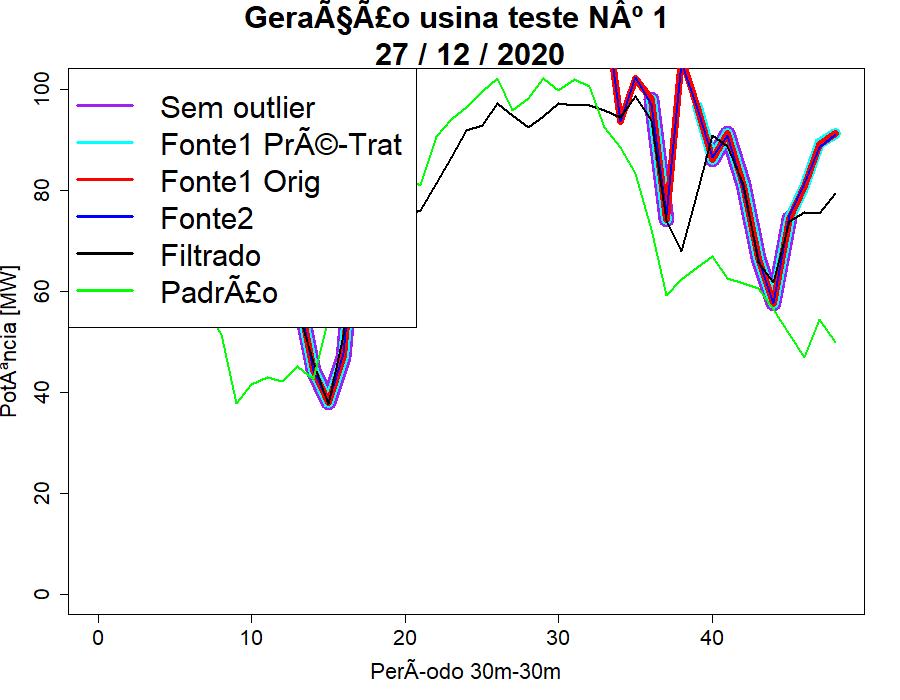 GeraÃ§Ã£o usina teste NÂº 1
27 / 12 / 2020
Sem outlier
Fonte1 PrÃ©-Trat
Fonte1 Orig
Fonte2
Filtrado
PadrÃ£o
PotÃªncia [MW]
100
80
60
40
20
0
0 10 20 30 40
PerÃ­-odo 30m-30m